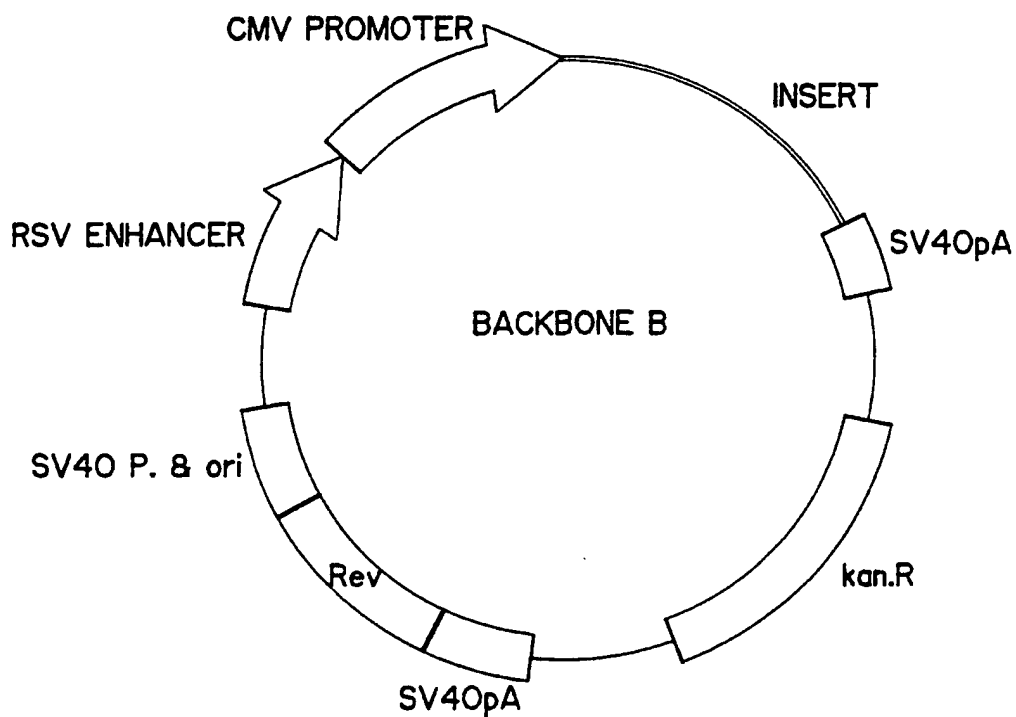 CMV PROMOTER
INSERT
RSV ENHANCER
SV40pA
BACKBONE B
SV40 P. & ori
Rev
kan.R
SV40pA